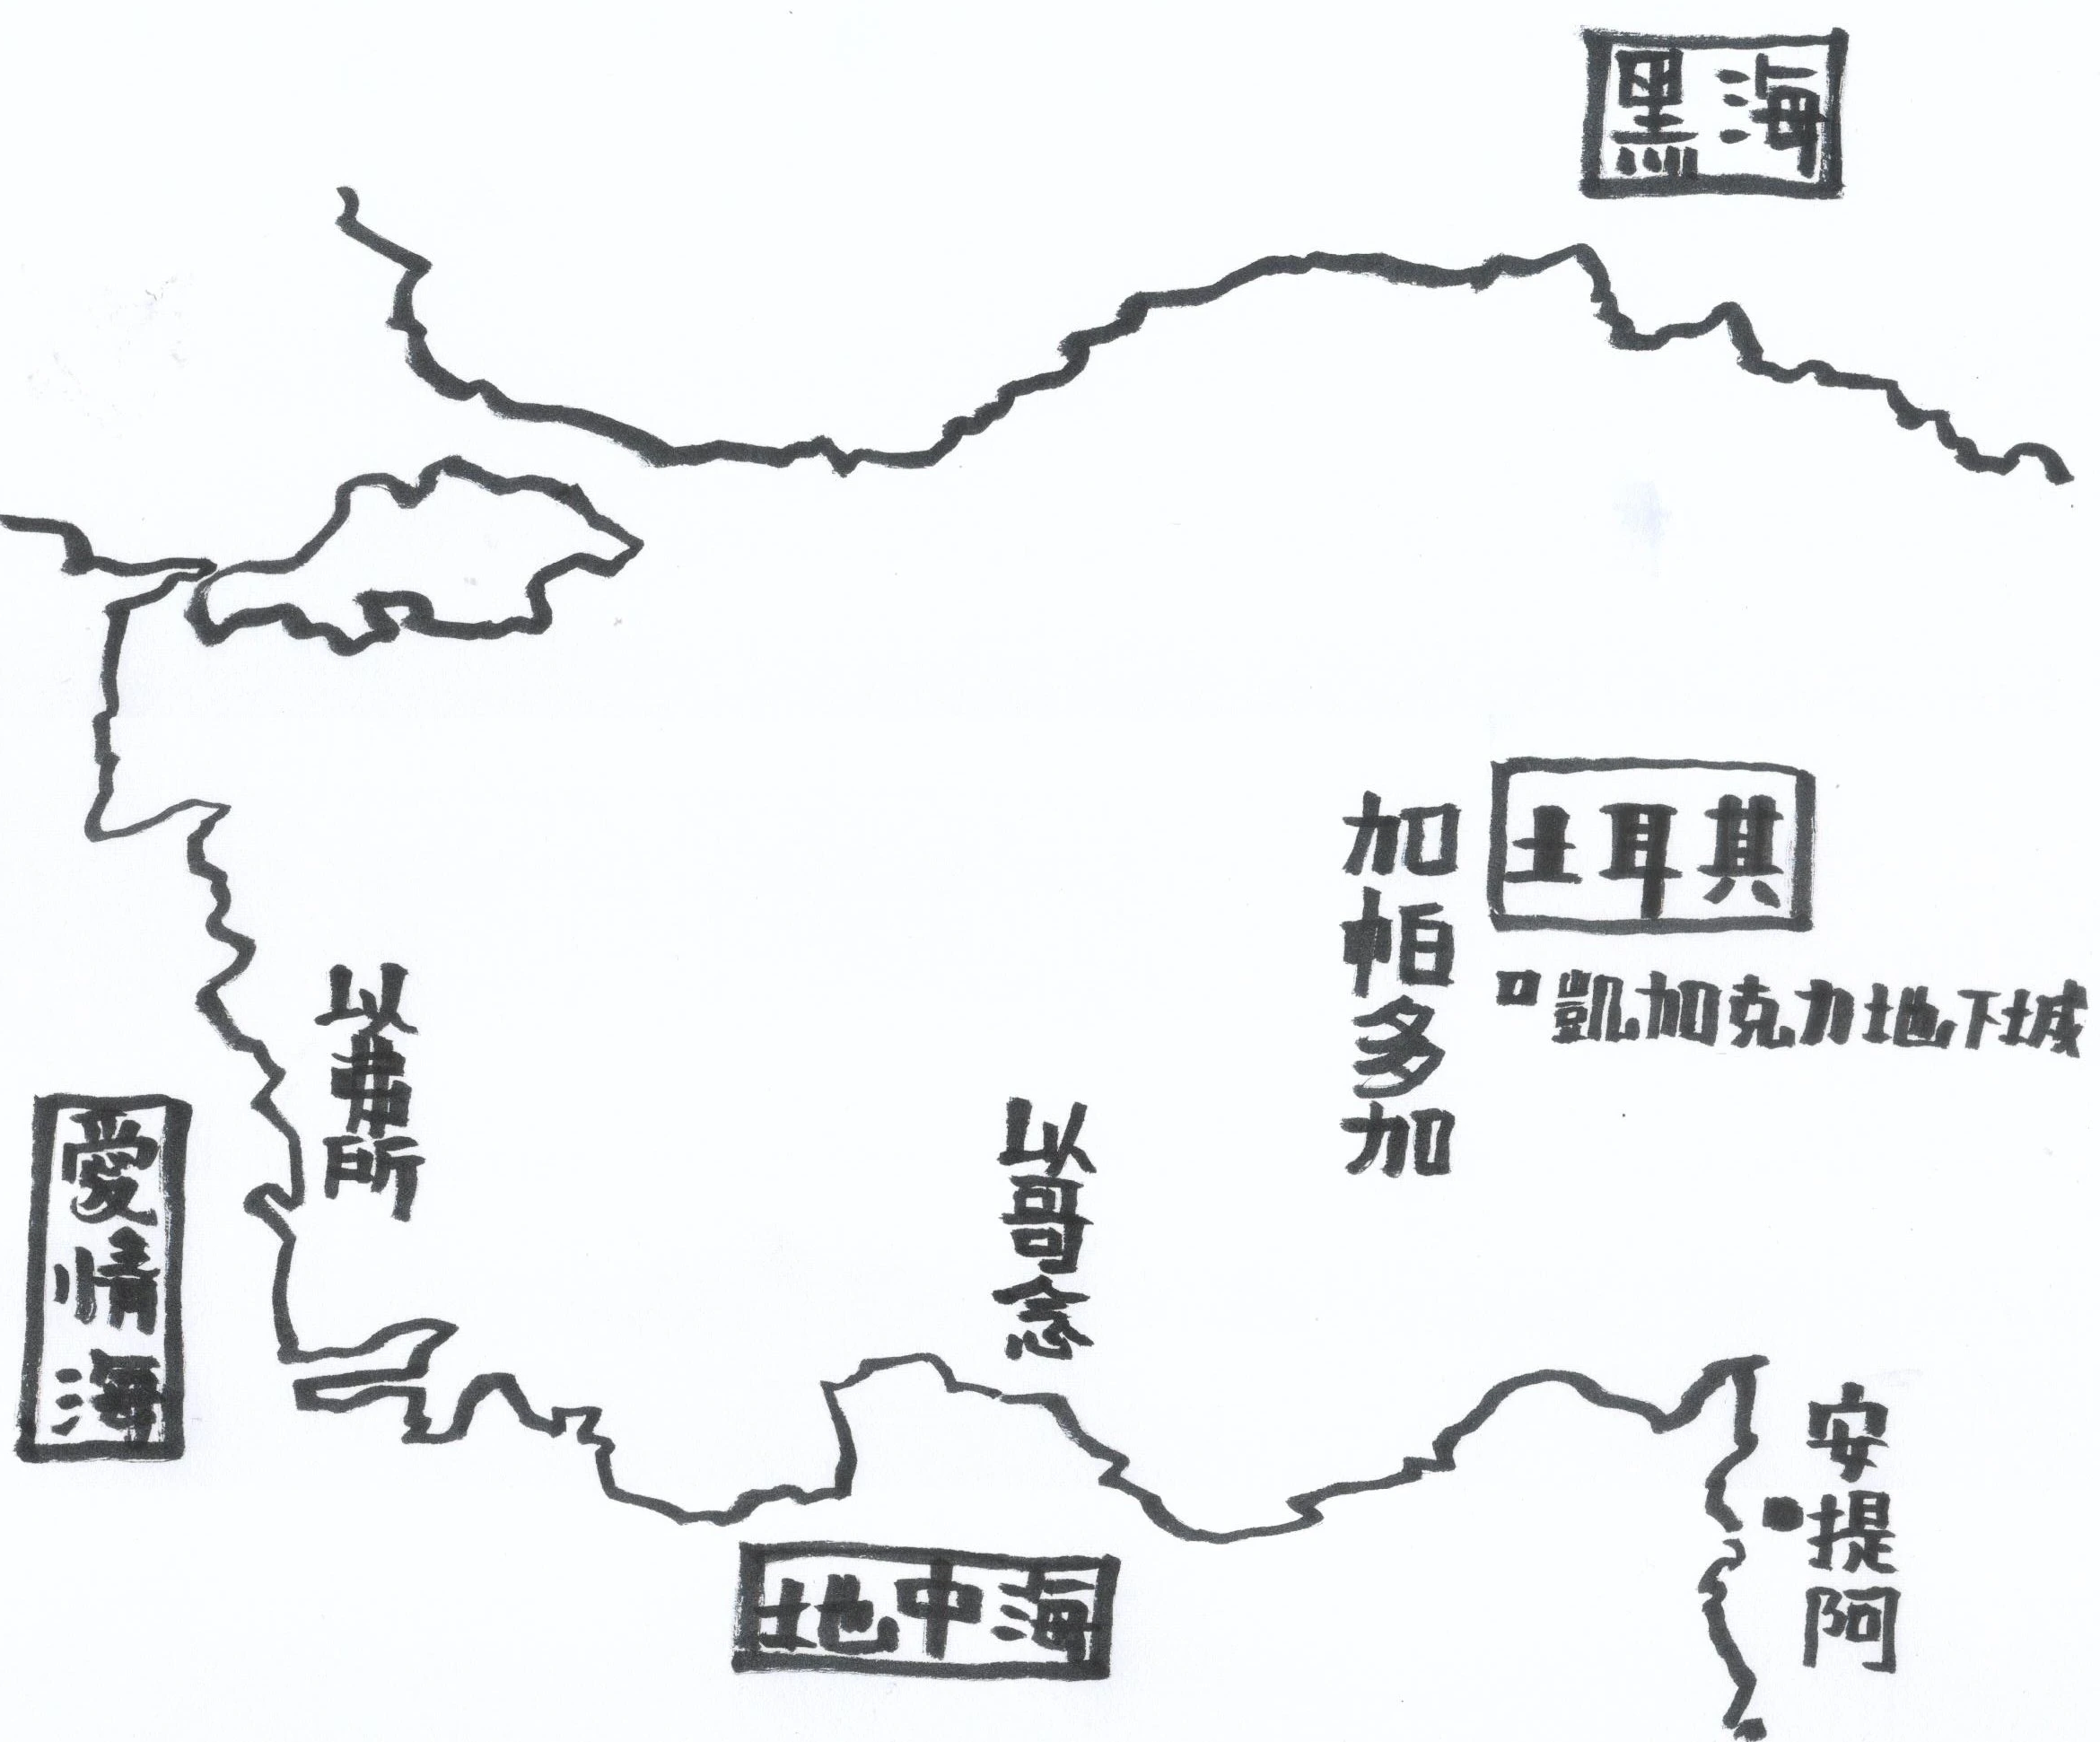 黑海
土耳其
加帕多加
凱加克力地下城
以弗所
以哥念
愛情海
安提阿
地中海